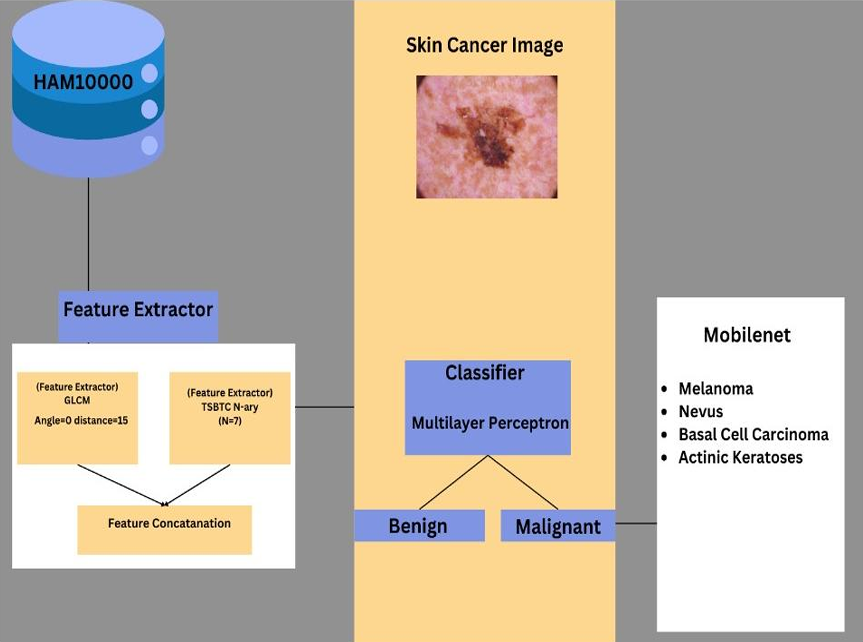 HAM10000
Feature Extractor
(Feature Extractor)
GLCM
Angle=0 distance=15
(Feature Extractor)
TSBTC N-ary
(N=7)
Feature Concatanation
Skin Cancer Image
Classifier
Multilayer Perceptron
Benign
Malignant
Mobilenet
• Melanoma
• Nevus
• Basal Cell Carcinoma
• Actinic Keratoses